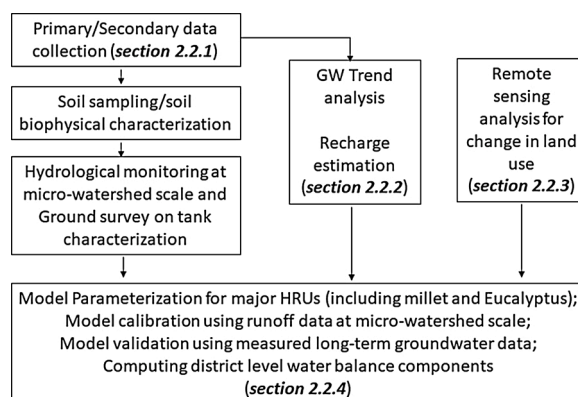 Primary/Secondary data
collection (section 2.2.1)
Soil sampling/soil
biophysical characterization
Hydrological monitoring at
micro-watershed scale and
Ground survey on tank
characterization
GW Trend
analysis
Recharge
estimation
(section 2.2.2)
Remote
sensing
analysis for
change in land
use
(section 2.2.3)
Model Parameterization for major HRUs (including millet and Eucalyptus);
Model calibration using runoff data at micro-watershed scale;
Model validation using measured long-term groundwater data;
Computing district level water balance components
(section 2.2.4)